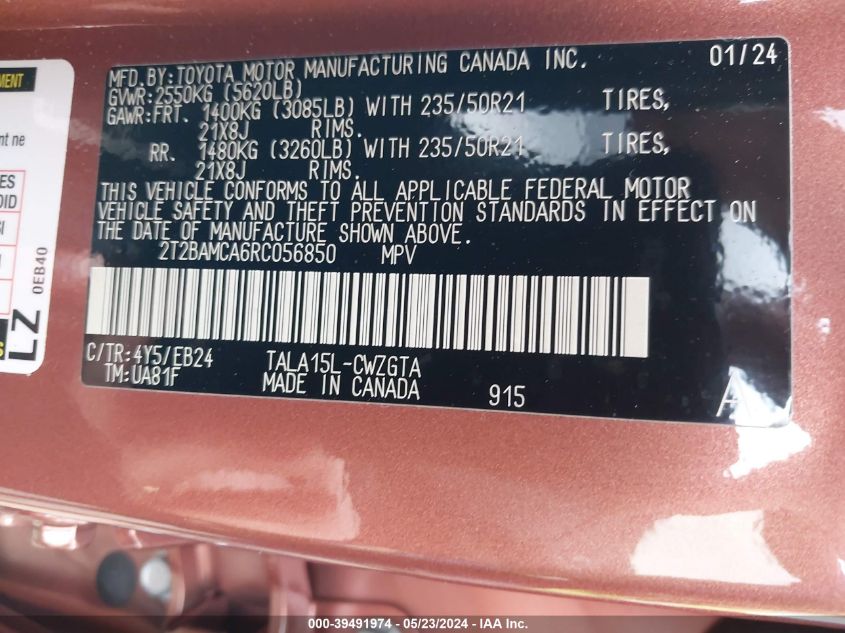 MFD.BY:TOYOTA MOTOR MANUFACTURING CANADA INC. 01/24
GVWR:2550KG (5620LB)
GAWR:FRT. 1400KG (3085LB) WITH 235/50R21 TIRES,
21X8J RIMS.
RR. 1480KG (3260LB) WITH 235/50R21 TIRES,
21X8J RIMS.
THIS VEHICLE CONFORMS TO ALL APPLICABLE FEDERAL MOTOR
VEHICLE SAFETY AND THEFT PREVENTION STANDARDS IN EFFECT ON
THE DATE OF MANUFACTURE SHOWN ABOVE.
2T2BAMCA6RC056850 MPV
C/TR:4Y5/EB24 TALA15L-CWZGTA
TM:UA81F MADE IN CANADA 915
A
0EB40
LZ
000-39491974 | 05/23/2024 | IAA Inc.